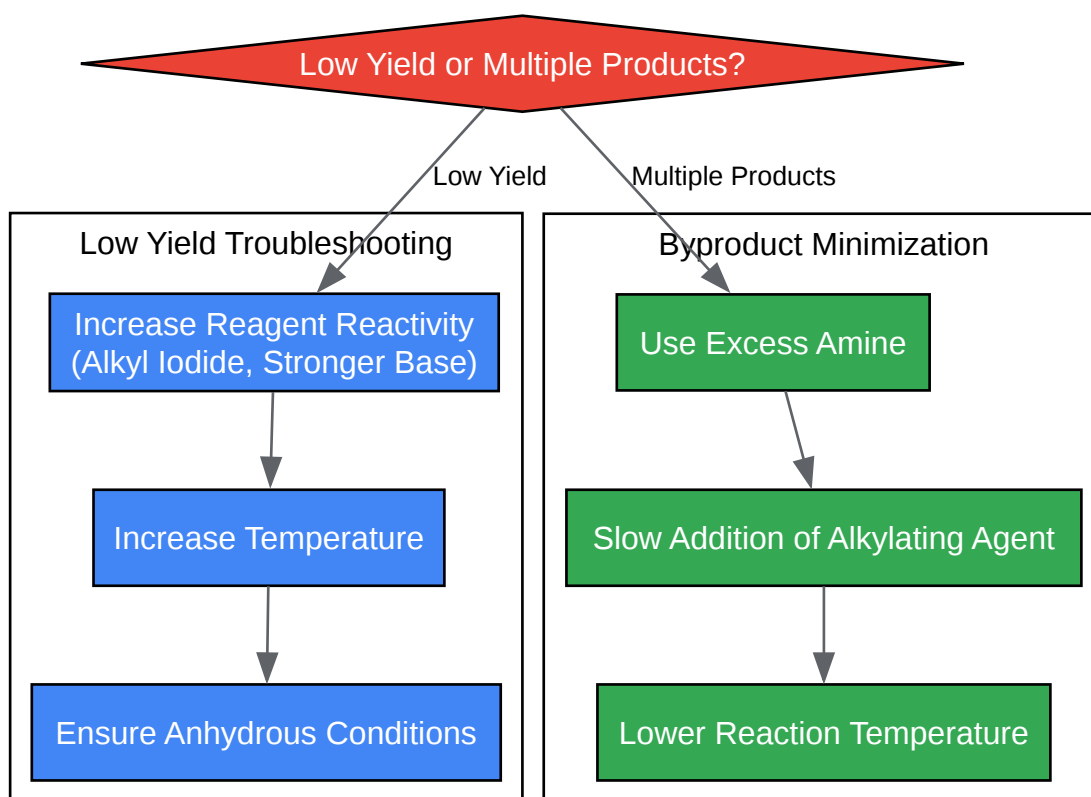 Low Yield or Multiple Products?
Low Yield
Multiple Products
Low Yield Troubleshooting
Increase Reagent Reactivity
(Alkyl Iodide, Stronger Base)
Increase Temperature
Ensure Anhydrous Conditions
Byproduct Minimization
Use Excess Amine
Slow Addition of Alkylating Agent
Lower Reaction Temperature